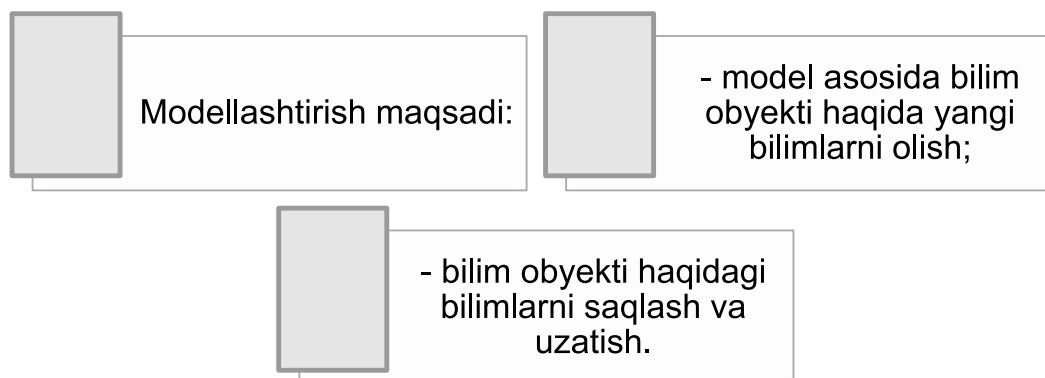 Modellashtirish maqsadi:
- model asosida bilim
obyekti haqida yangi
bilimlarni olish;
- bilim obyekti haqidagi
bilimlarni saqlash va
uzatish.